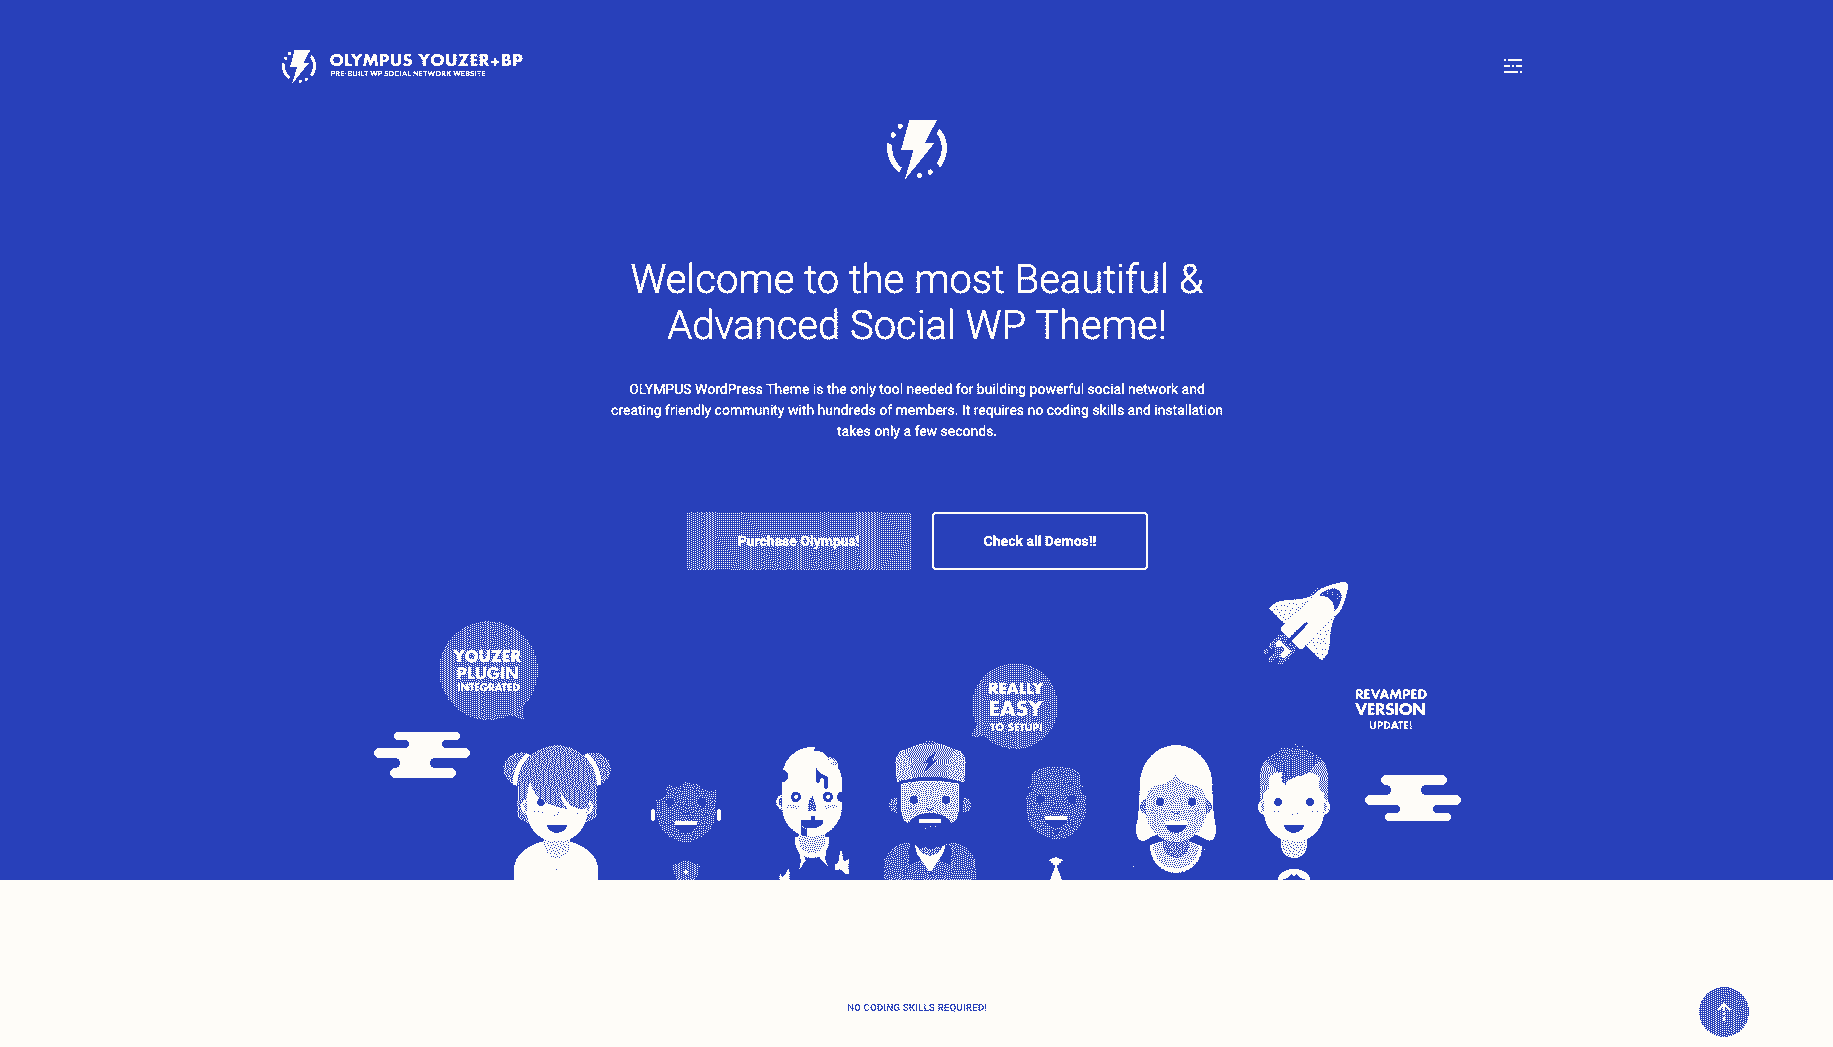 OLYMPUS YOUZER+BP
PRE-BUILT WP SOCIAL NETWORK WEBSITE
Welcome to the most Beautiful &
Advanced Social WP Theme!
OLYMPUS WordPress Theme is the only tool needed for building powerful social network and
creating friendly community with hundreds of members. It requires no coding skills and installation
takes only a few seconds.
Purchase Olympus!
Check all Demos!!
YOUZER
PLUGIN
INTEGRATED
REALLY
EASY
TO SETUP!
REVAMPED
VERSION
UPDATE!
NO CODING SKILLS REQUIRED!